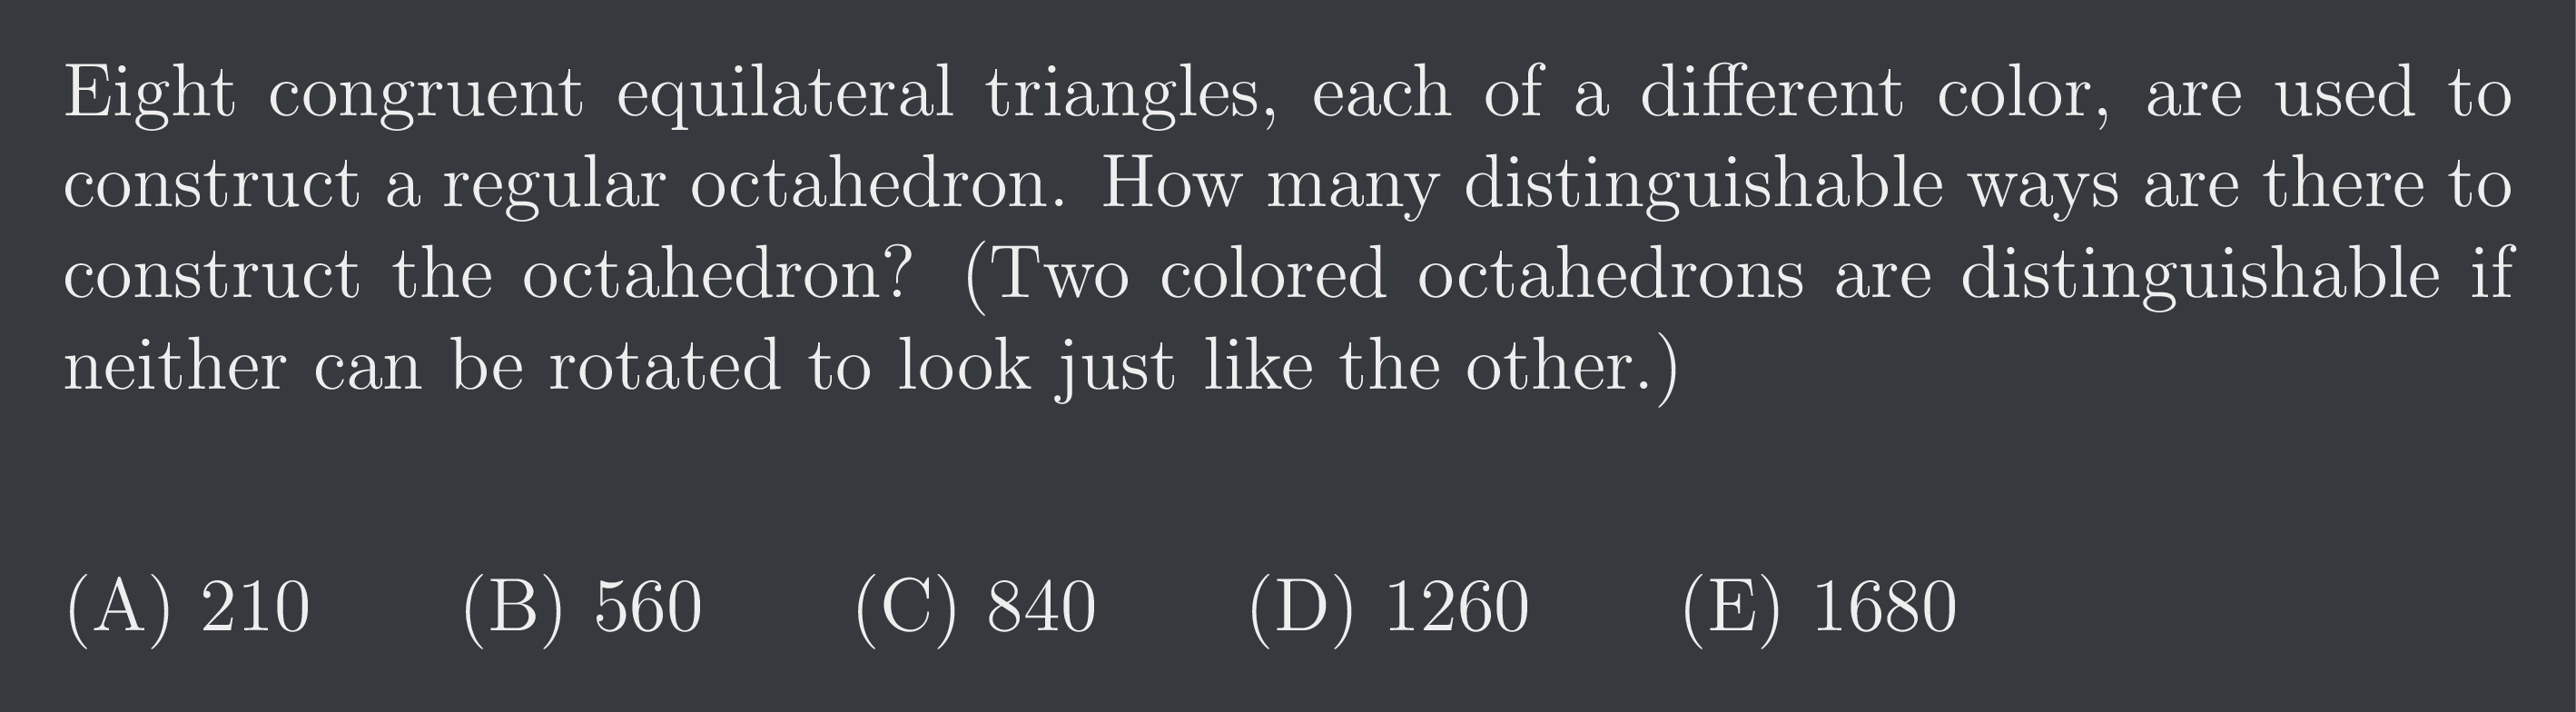 Eight congruent equilateral triangles, each of a different color, are used to
construct a regular octahedron. How many distinguishable ways are there to
construct the octahedron? (Two colored octahedrons are distinguishable if
neither can be rotated to look just like the other.)
(A) 210 (B) 560 (C) 840 (D) 1260 (E) 1680